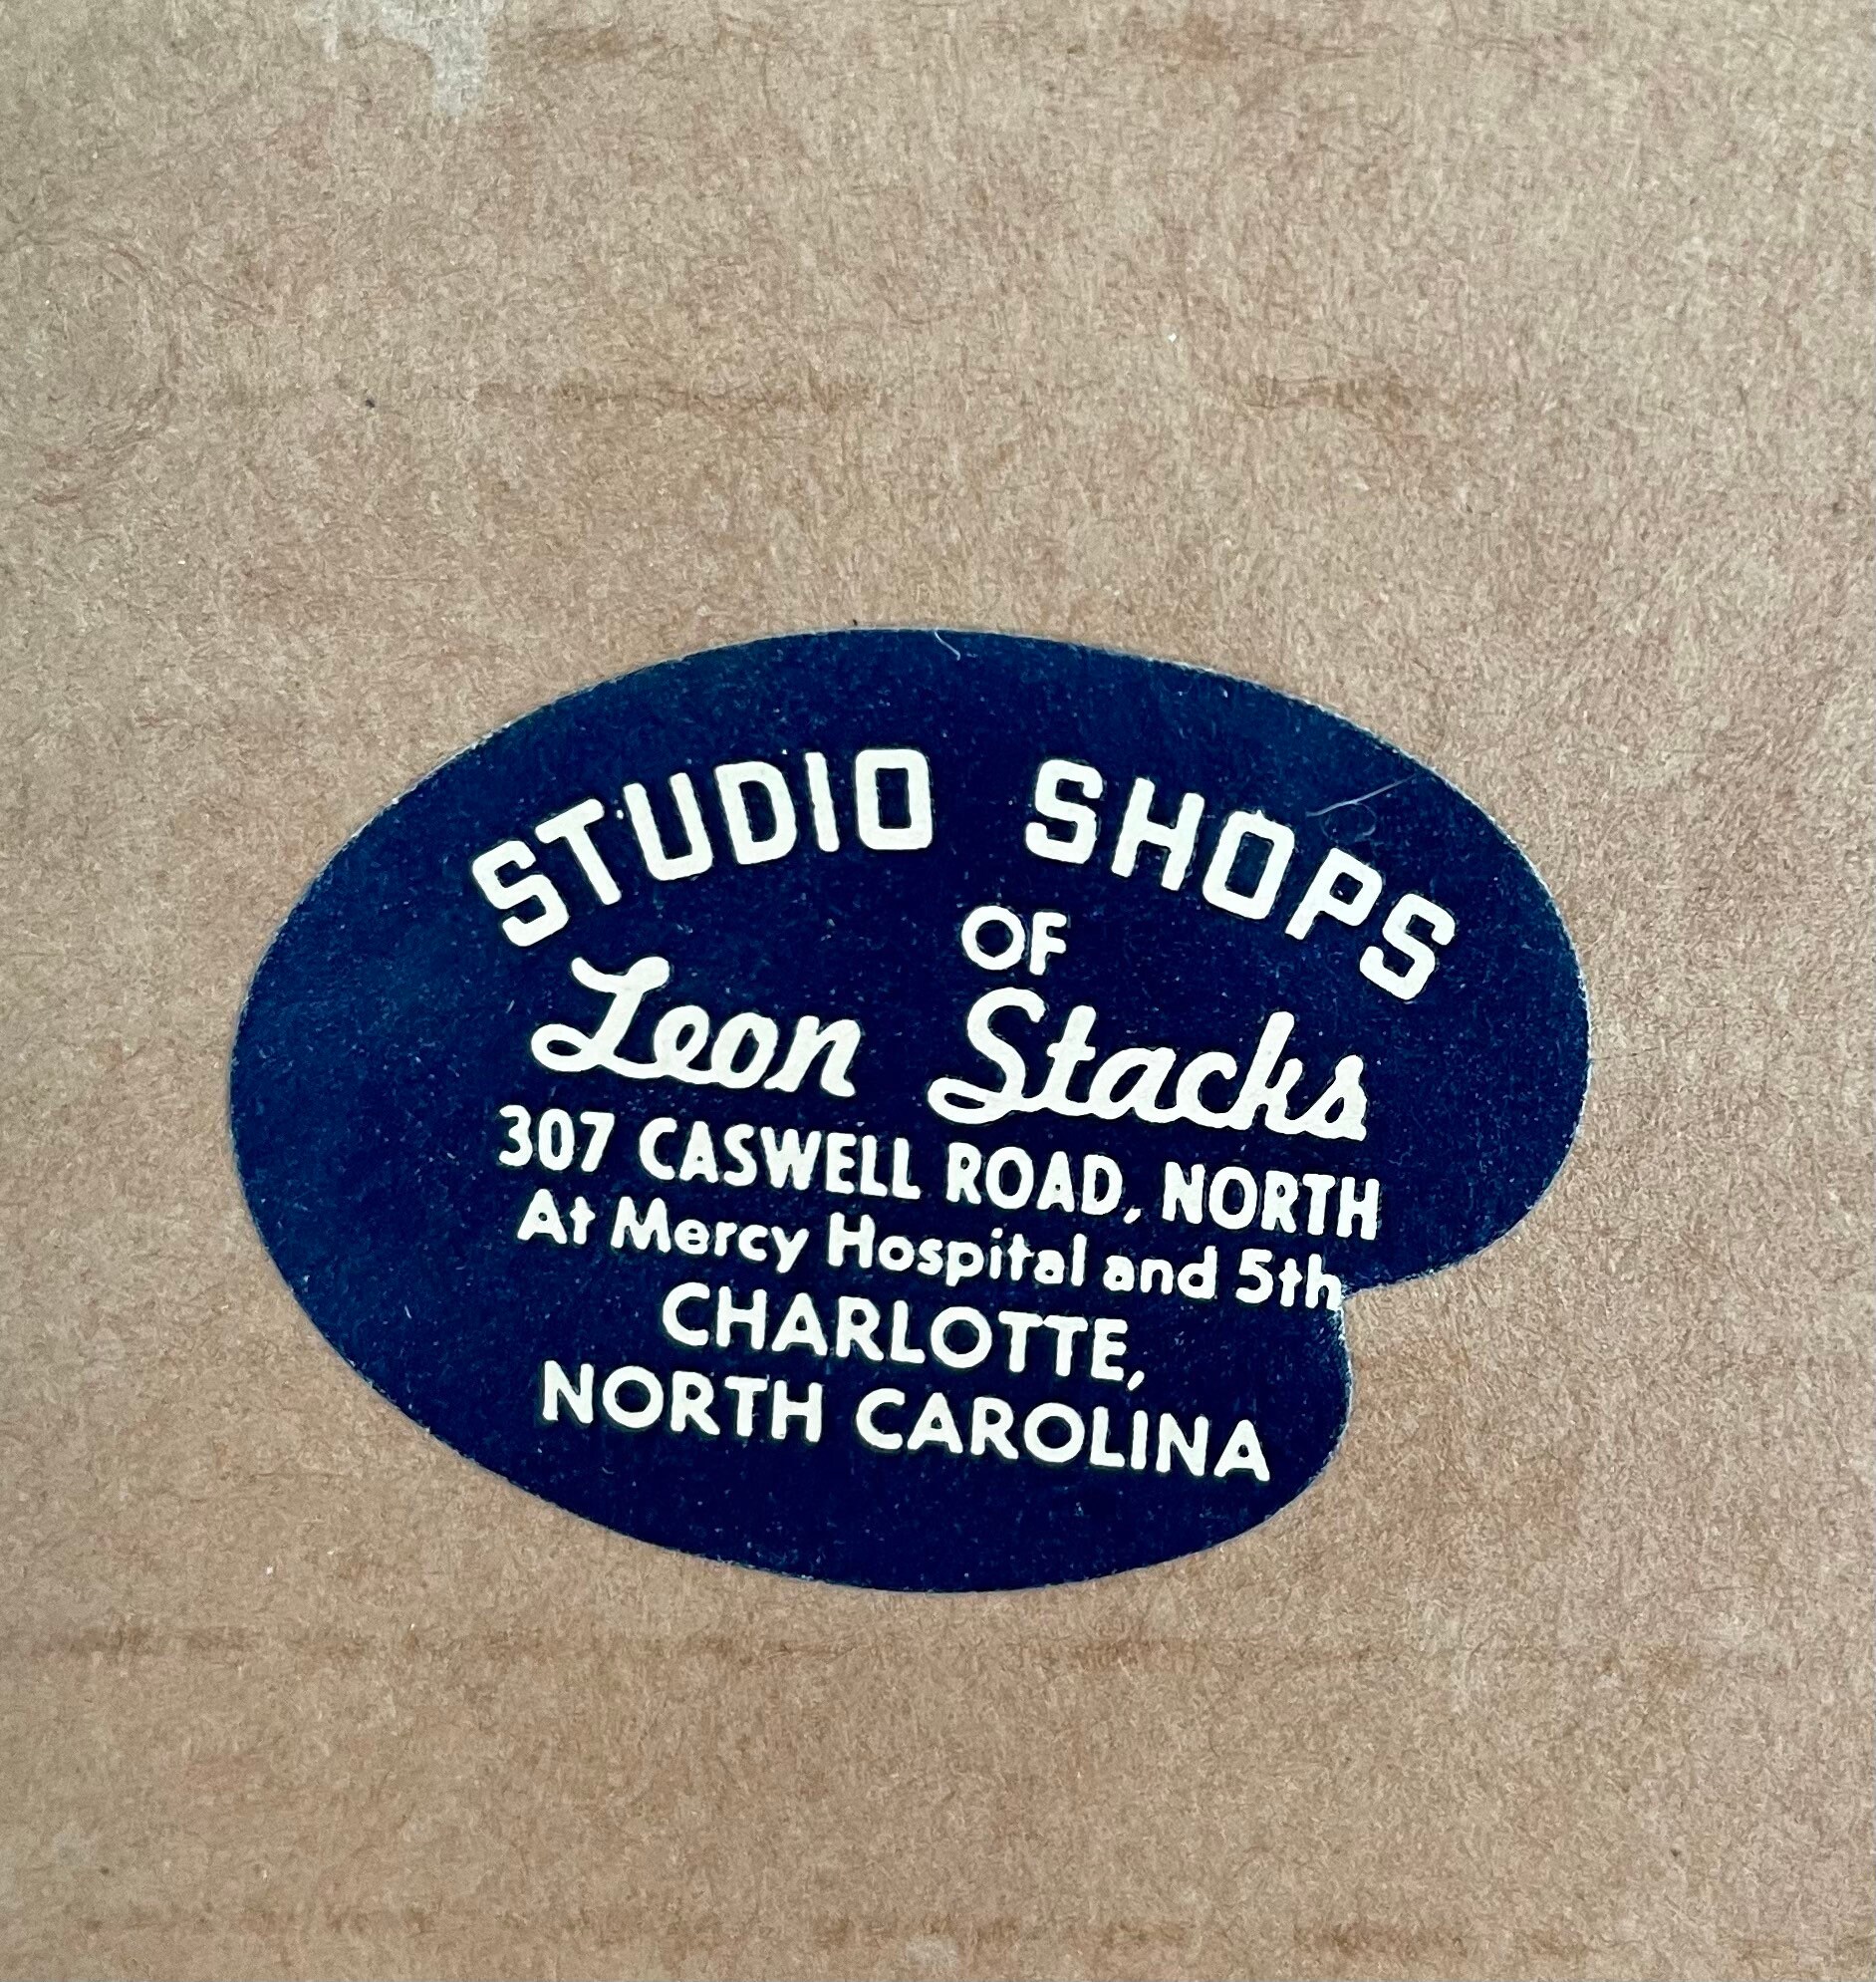 STUDIO SHOPS
OF
Leon Stacks
307 CASWELL ROAD, NORTH
At Mercy Hospital and 5th
CHARLOTTE,
NORTH CAROLINA